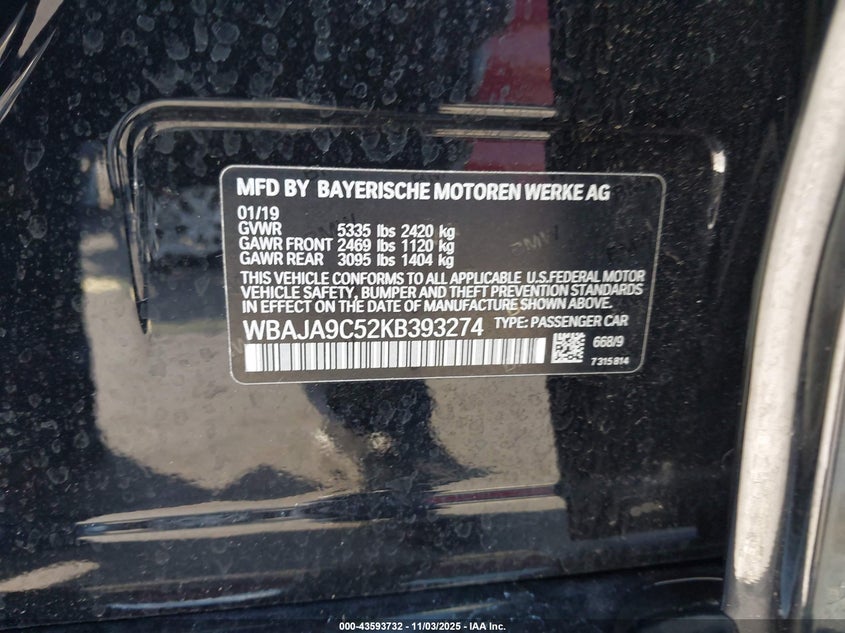 MFD BY BAYERISCHE MOTOREN WERKE AG
01/19
GVWR 5335 lbs 2420 kg
GAWR FRONT 2469 lbs 1120 kg
GAWR REAR 3095 lbs 1404 kg
THIS VEHICLE CONFORMS TO ALL APPLICABLE U.S.FEDERAL MOTOR
VEHICLE SAFETY, BUMPER AND THEFT PREVENTION STANDARDS
IN EFFECT ON THE DATE OF MANUFACTURE SHOWN ABOVE.
WBAJA9C52KB393274 TYPE: PASSENGER CAR
668/9
7315814
000-43593732 - 11/03/2025 - IAA Inc.